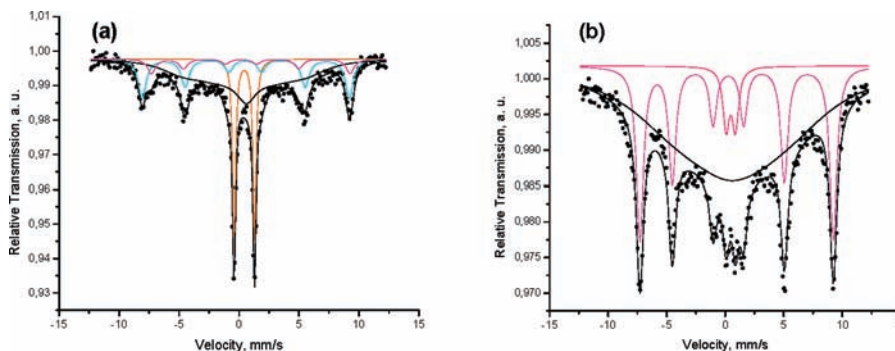 (a)
1,01
1,00
0,99
0,98
0,97
0,96
0,95
0,94
0,93
Relative Transmission, a. u.
-15 -10 -5 0 5 10 15
Velocity, mm/s
(b)
1,005
1,000
0,995
0,990
0,985
0,980
0,975
0,970
Relative Transmission, a. u.
-15 -10 -5 0 5 10 15
Velocity, mm/s